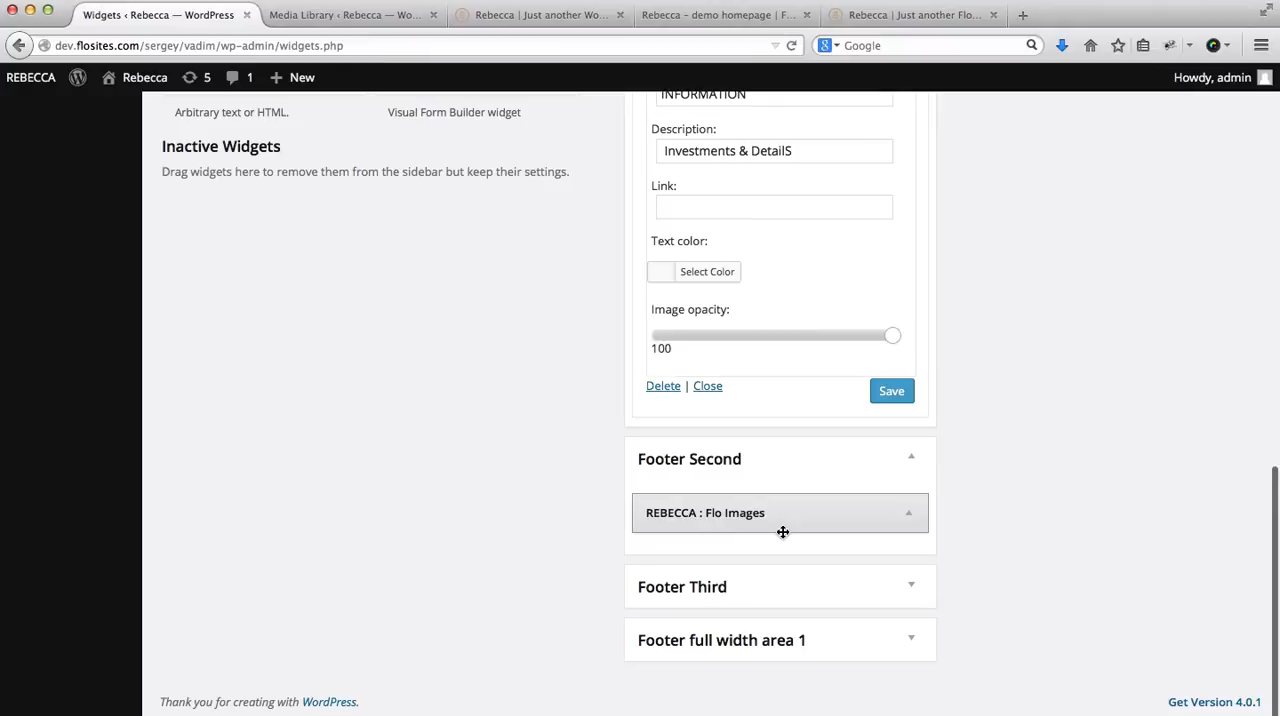 Widgets ‹ Rebecca — WordPress
Media Library ‹ Rebecca — Wo...
Rebecca | Just another Wo...
Rebecca – demo homepage | F...
Rebecca | Just another Flo...
dev.flosites.com/sergey/vadim/wp-admin/widgets.php
Google
REBECCA
Rebecca
5
1
New
Howdy, admin
Arbitrary text or HTML.
Visual Form Builder widget
Inactive Widgets
Drag widgets here to remove them from the sidebar but keep their settings.
INFORMATION
Description:
Investments & DetailS
Link:
Text color:
Select Color
Image opacity:
100
Delete | Close
Save
Footer Second
REBECCA : Flo Images
Footer Third
Footer full width area 1
Thank you for creating with WordPress.
Get Version 4.0.1